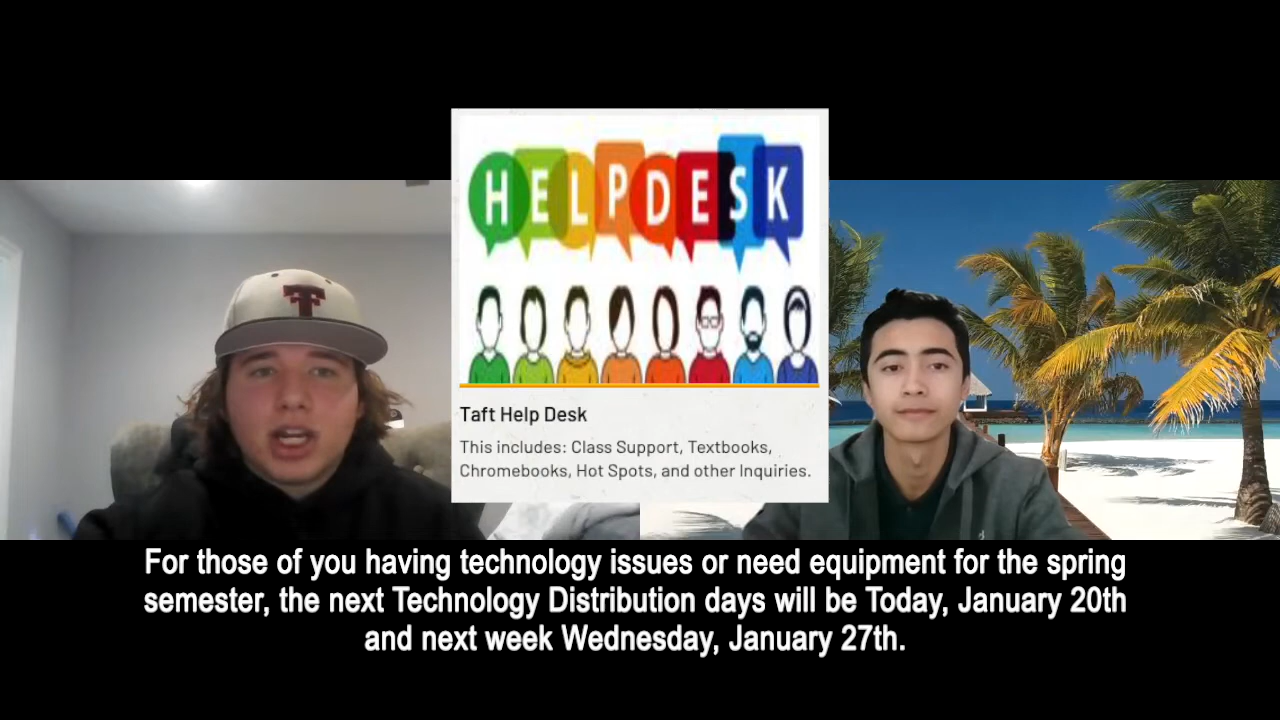 HELPDESK
T
Taft Help Desk
This includes: Class Support, Textbooks,
Chromebooks, Hot Spots, and other Inquiries.
For those of you having technology issues or need equipment for the spring
semester, the next Technology Distribution days will be Today, January 20th
and next week Wednesday, January 27th.